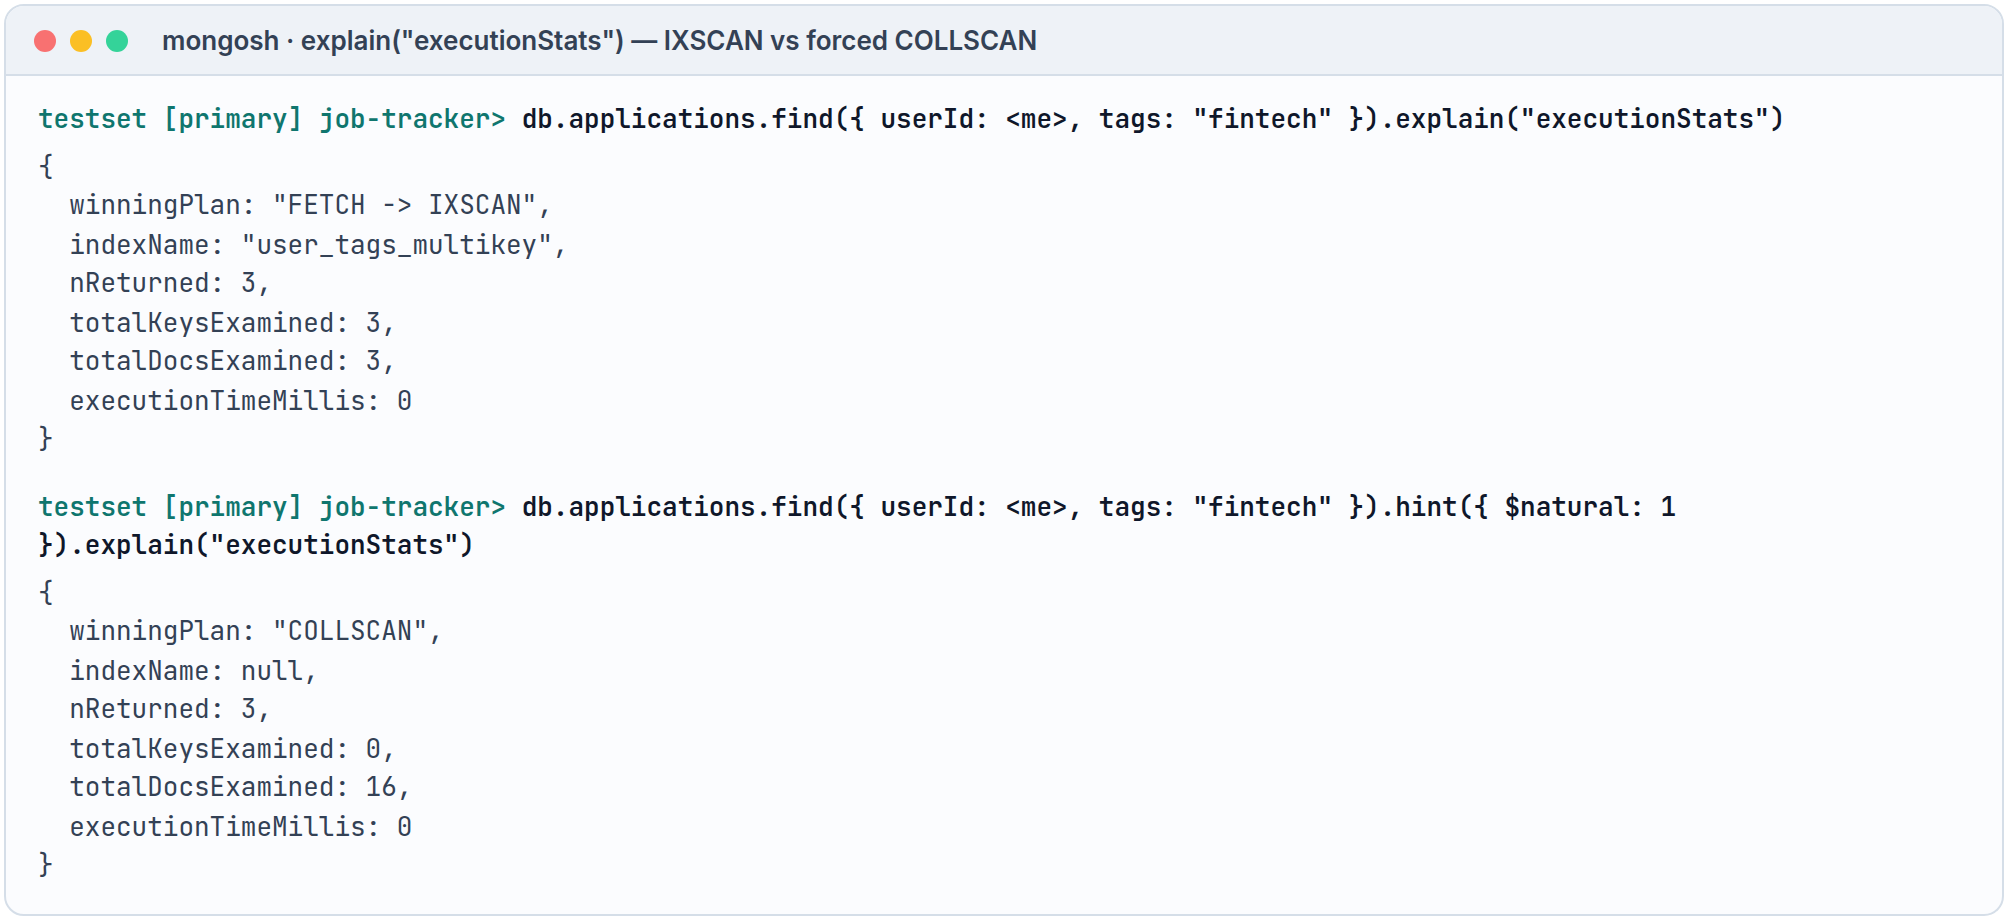 mongosh · explain("executionStats") — IXSCAN vs forced COLLSCAN
testset [primary] job-tracker> db.applications.find({ userId: <me>, tags: "fintech" }).explain("executionStats")
{
  winningPlan: "FETCH -> IXSCAN",
  indexName: "user_tags_multikey",
  nReturned: 3,
  totalKeysExamined: 3,
  totalDocsExamined: 3,
  executionTimeMillis: 0
}
testset [primary] job-tracker> db.applications.find({ userId: <me>, tags: "fintech" }).hint({ $natural: 1
}).explain("executionStats")
{
  winningPlan: "COLLSCAN",
  indexName: null,
  nReturned: 3,
  totalKeysExamined: 0,
  totalDocsExamined: 16,
  executionTimeMillis: 0
}